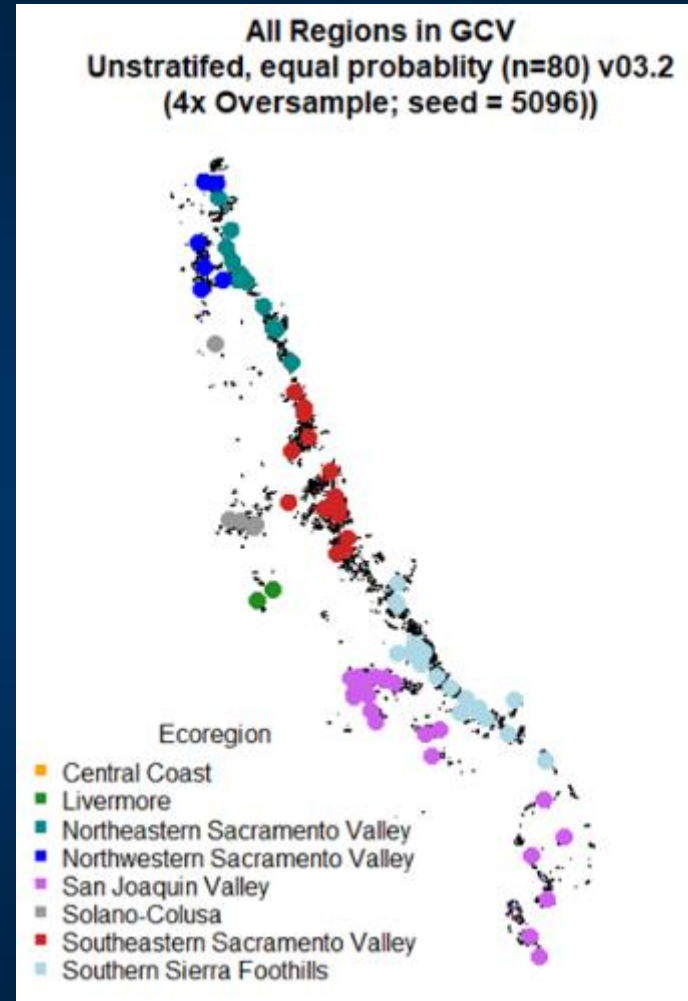 All Regions in GCV
Unstratifed, equal probablity (n=80) v03.2
(4x Oversample; seed = 5096))
Ecoregion
Central Coast
Livermore
Northeastern Sacramento Valley
Northwestern Sacramento Valley
San Joaquin Valley
Solano-Colusa
Southeastern Sacramento Valley
Southern Sierra Foothills